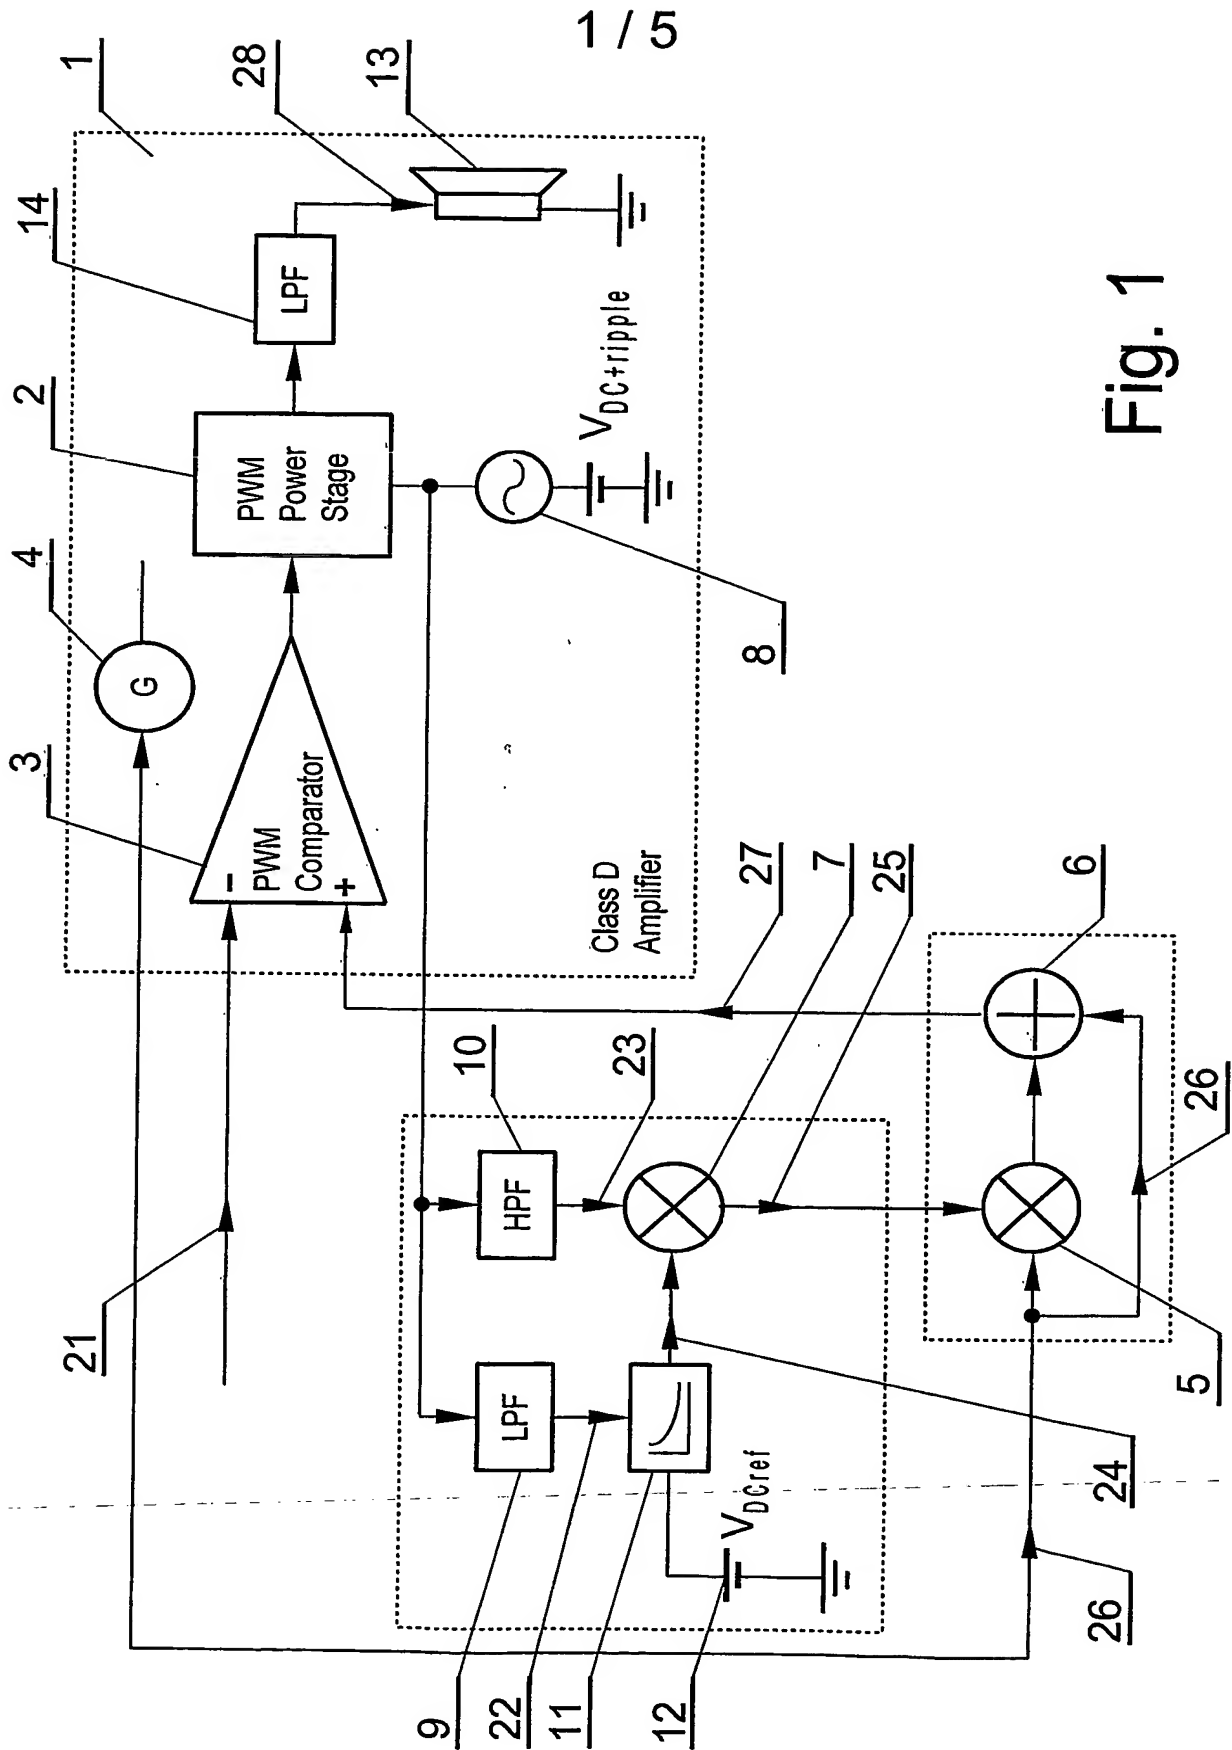 1 / 5
1
28
13
14
LPF
2
PWM
Power
Stage
V_DC+ripple
4
G
8
3
PWM
Comparator
-
+
Class D
Amplifier
27
7
25
6
10
23
HPF
26
21
LPF
5
24
V_DCref
26
9
22
11
12
Fig. 1